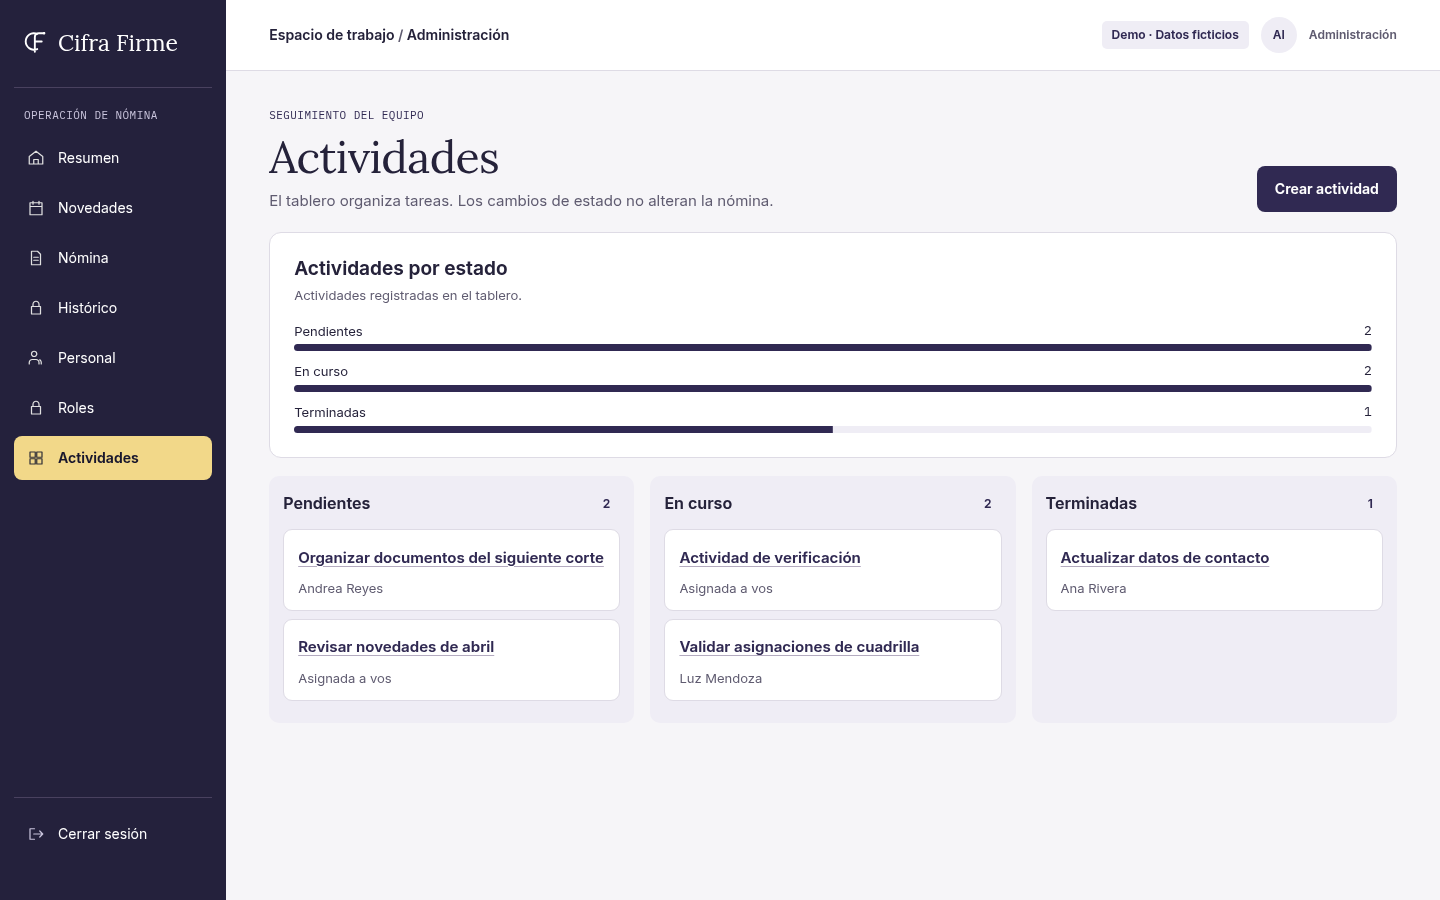 Cifra Firme
OPERACIÓN DE NÓMINA
Resumen
Novedades
Nómina
Histórico
Personal
Roles
Actividades
Cerrar sesión
Espacio de trabajo / Administración
Demo · Datos ficticios
AI
Administración
SEGUIMIENTO DEL EQUIPO
Actividades
El tablero organiza tareas. Los cambios de estado no alteran la nómina.
Crear actividad
Actividades por estado
Actividades registradas en el tablero.
Pendientes 2
En curso 2
Terminadas 1
Pendientes 2
Organizar documentos del siguiente corte
Andrea Reyes
Revisar novedades de abril
Asignada a vos
En curso 2
Actividad de verificación
Asignada a vos
Validar asignaciones de cuadrilla
Luz Mendoza
Terminadas 1
Actualizar datos de contacto
Ana Rivera